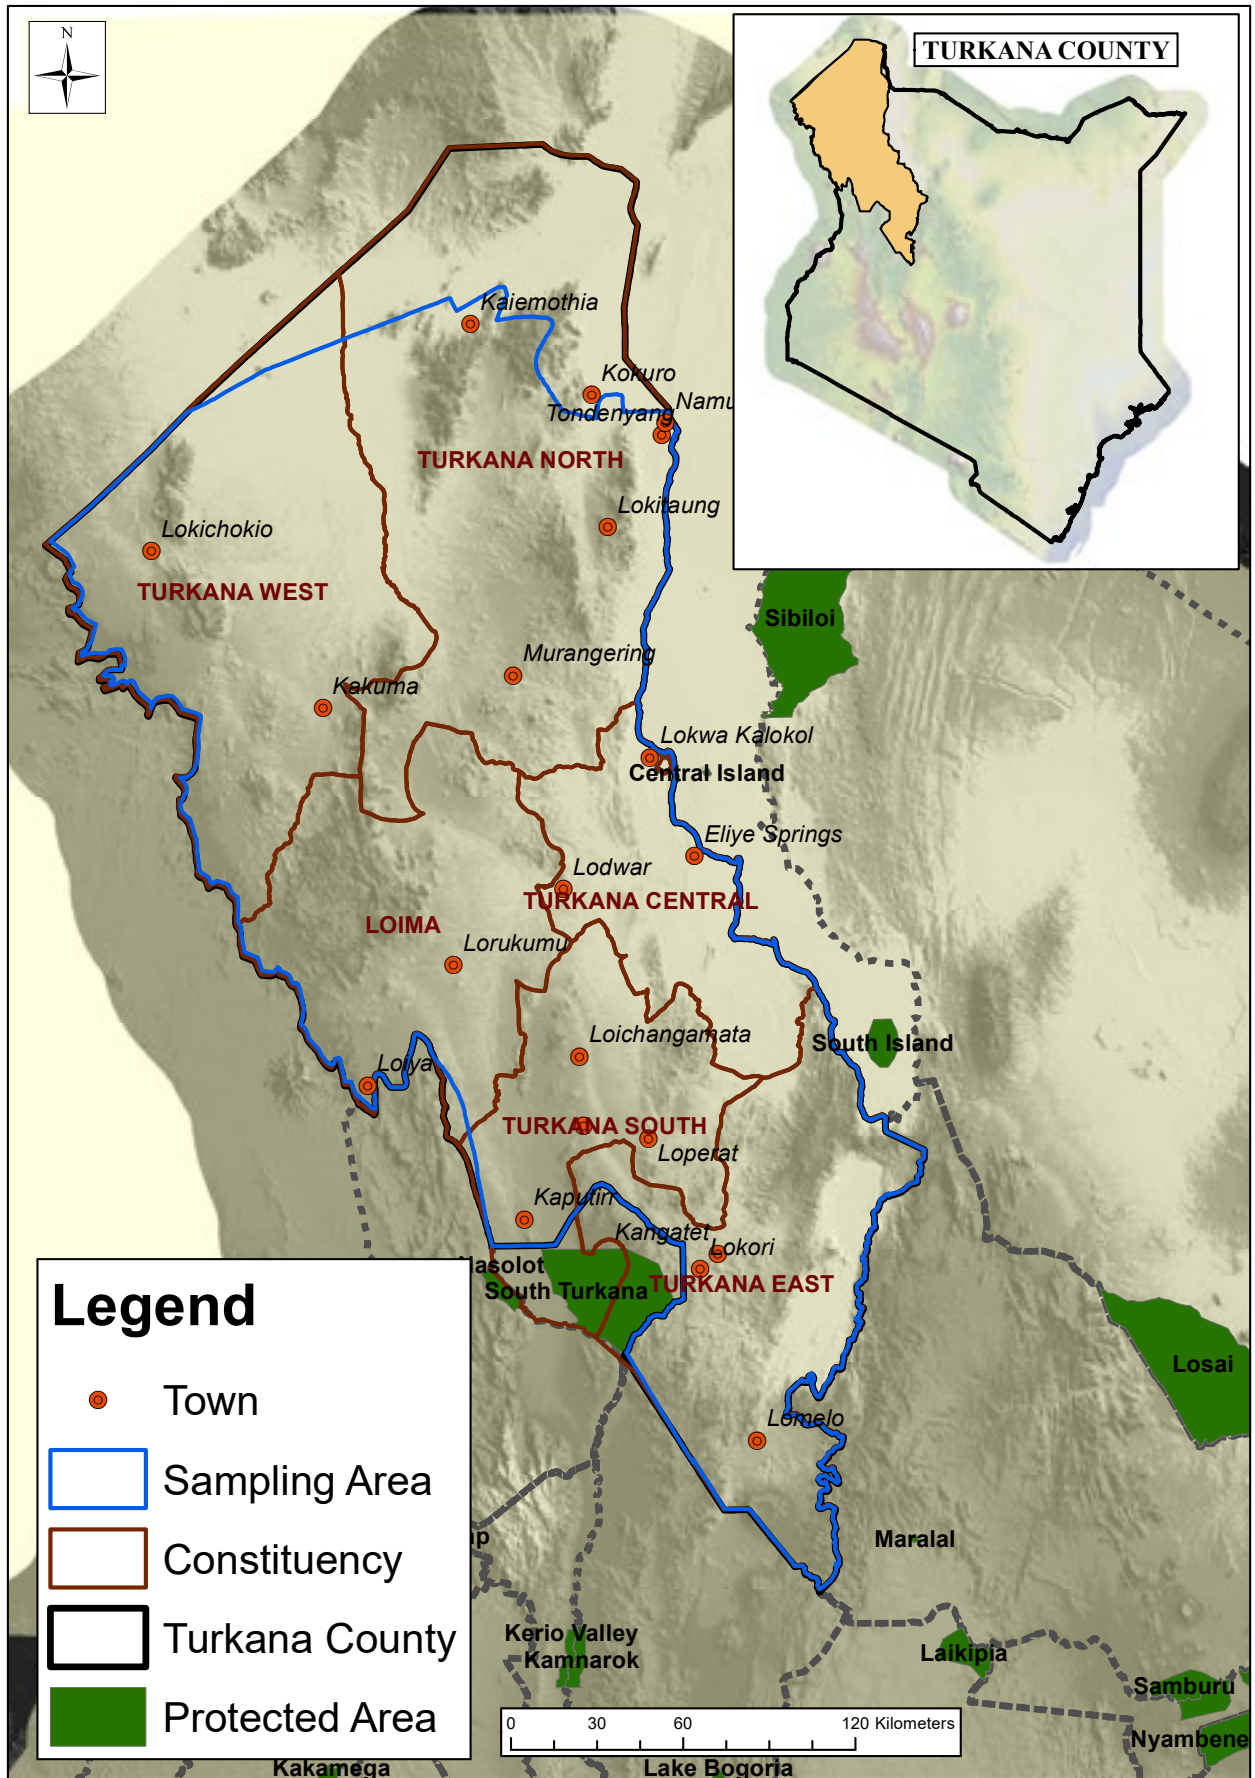 N
TURKANA COUNTY
Kaiemothia
Kokuro
Namu
Tondenyang
TURKANA NORTH
Lokitaung
Lokichokio
TURKANA WEST
Sibiloi
Murangering
Kakuma
Lokwa Kalokol
Central Island
Eliye Springs
Lodwar
TURKANA CENTRAL
LOIMA
Lorukumu
Loichangamata
South Island
Loiya
TURKANA SOUTH
Loperat
Kaputirr
Kangatet
Lokori
Nasolot
South Turkana
TURKANA EAST
Losai
Lomelo
Maralal
Kerio Valley
Kamnarok
Laikipia
Samburu
Nyambene
Kakamega
Lake Bogoria
Legend
Town
Sampling Area
Constituency
Turkana County
Protected Area
0 30 60 120 Kilometers